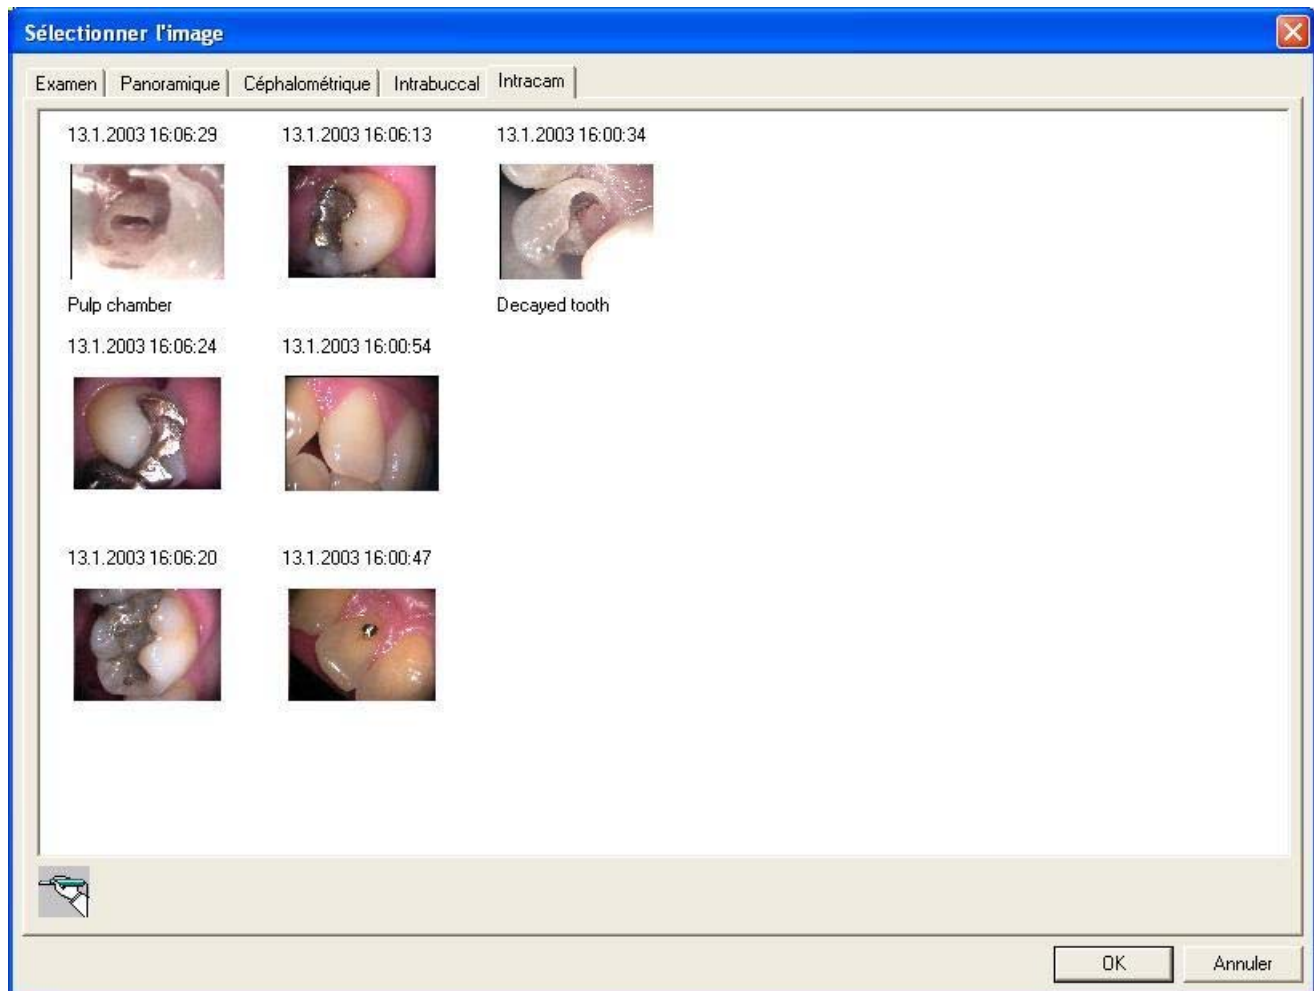 Sélectionner l'image
Examen Panoramique Céphalométrique Intrabuccal Intracam
13.1.2003 16:06:29 13.1.2003 16:06:13 13.1.2003 16:00:34
Pulp chamber Decayed tooth
13.1.2003 16:06:24 13.1.2003 16:00:54
13.1.2003 16:06:20 13.1.2003 16:00:47
OK Annuler